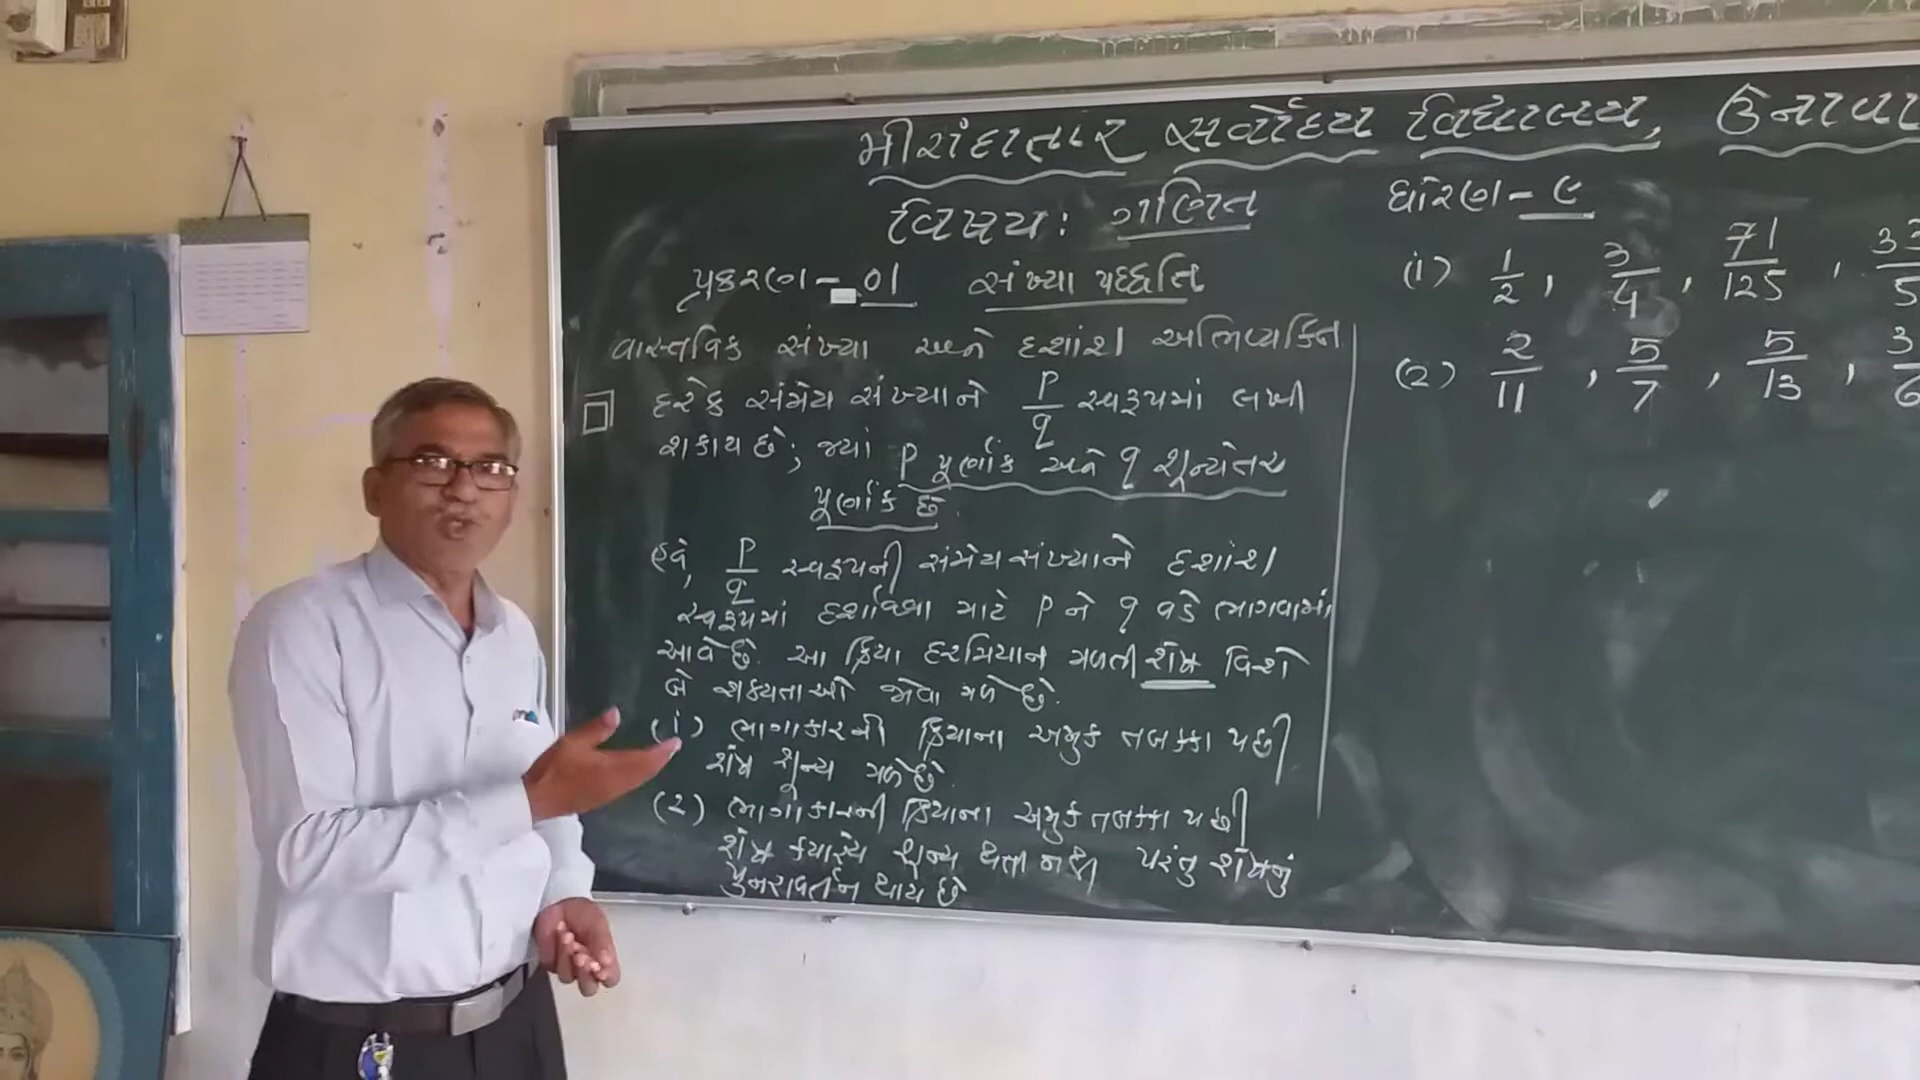 મીરાંદાતાર સર્વોદય વિદ્યાલય, ઉનાવા
વિષય: ગણિત
ધોરણ - ૯
પ્રકરણ - 01 સંખ્યા પદ્ધતિ
વાસ્તવિક સંખ્યા અને દશાંશ અભિવ્યક્તિ
દરેક સંમેય સંખ્યાને p/q સ્વરૂપમાં લખી
શકાય છે; જ્યાં p પૂર્ણાંક અને q શૂન્યેતર
પૂર્ણાંક છે.
હવે, p/q સ્વરૂપની સંમેય સંખ્યાને દશાંશ
સ્વરૂપમાં દર્શાવવા માટે p ને q વડે ભાગવામાં
આવે છે. આ ક્રિયા દરમિયાન મળતી શેષ વિશે
બે શક્યતાઓ જોવા મળે છે.
(1) ભાગાકારની ક્રિયાના અમુક તબક્કા પછી
શેષ શૂન્ય મળે છે.
(2) ભાગાકારની ક્રિયાના અમુક તબક્કા પછી
શેષ ક્યારેય શૂન્ય થતી નથી પરંતુ શેષનું
પુનરાવર્તન થાય છે
(1) 1/2, 3/4, 71/125,
(2) 2/11, 5/7, 5/13,